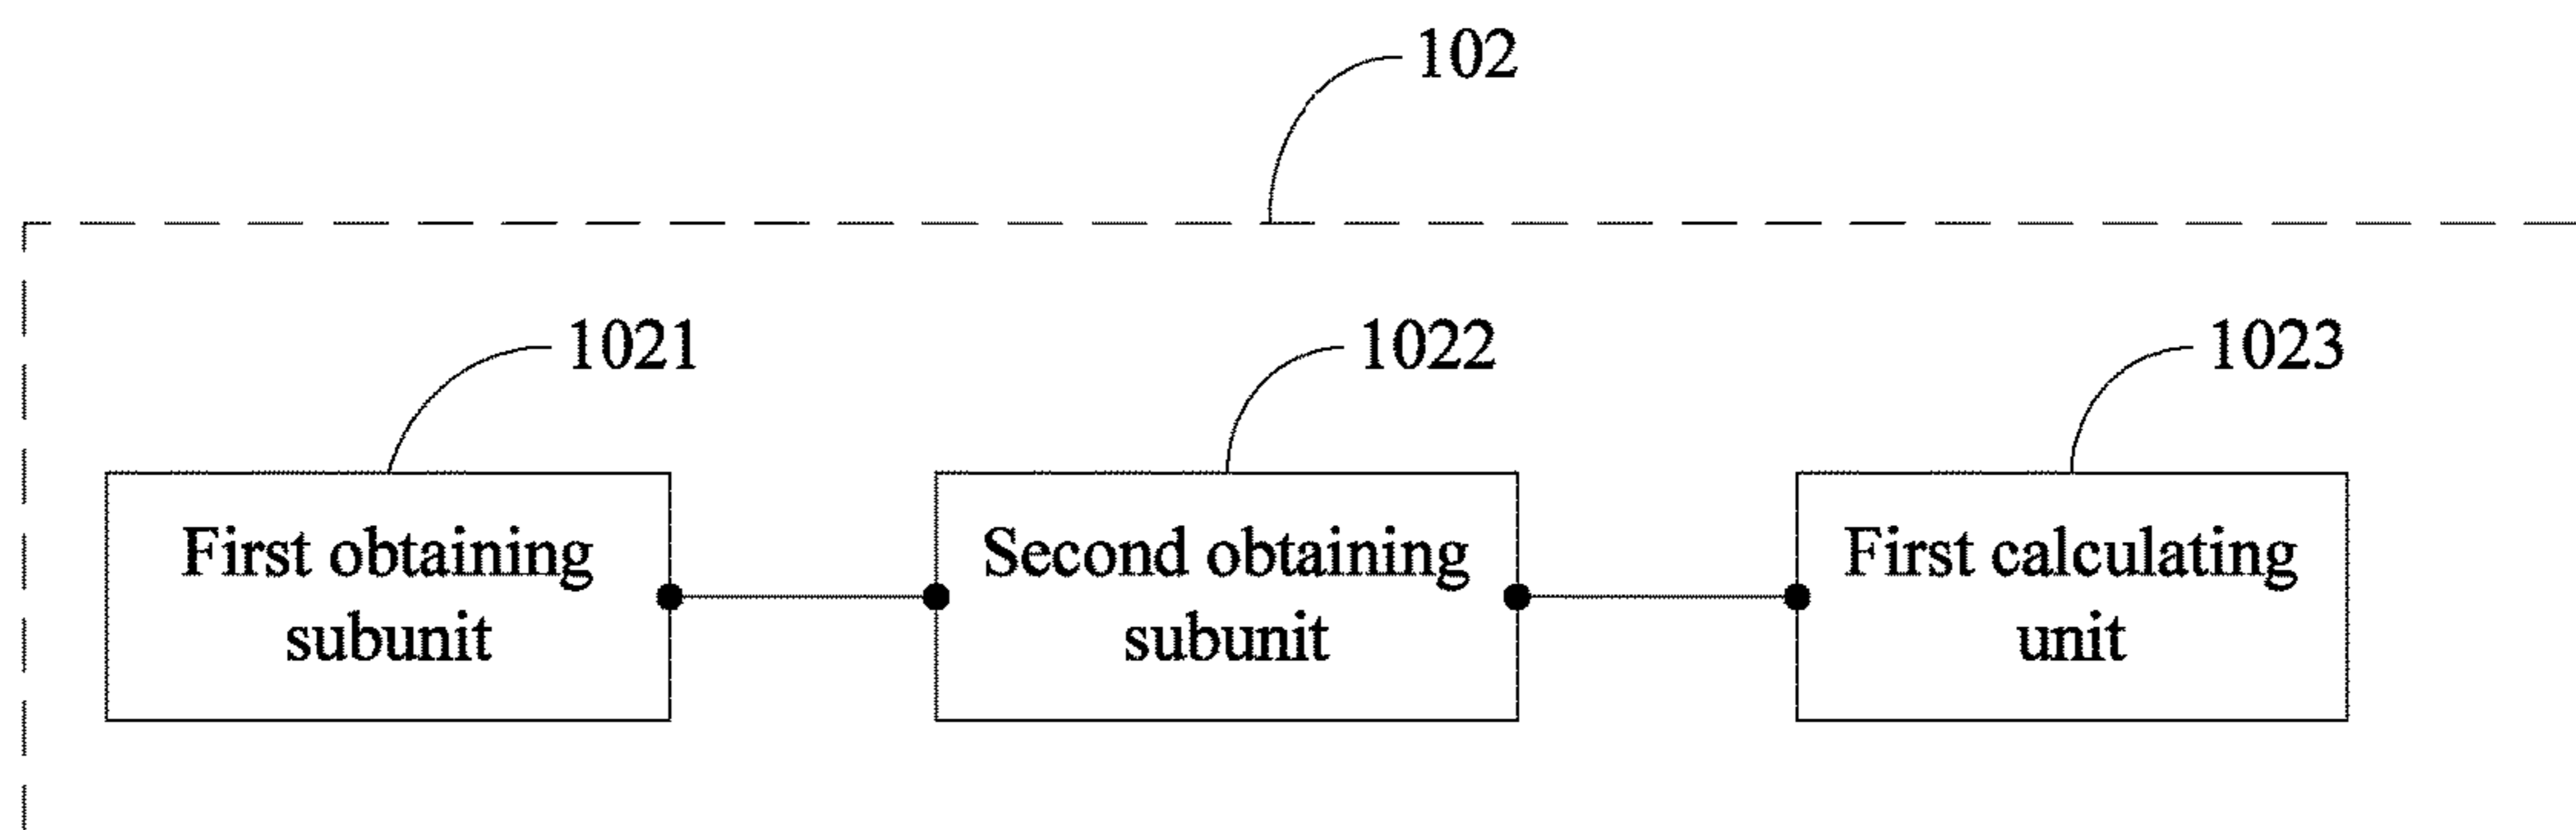 102
1021
1022
1023
First obtaining
subunit
Second obtaining
subunit
First calculating
unit